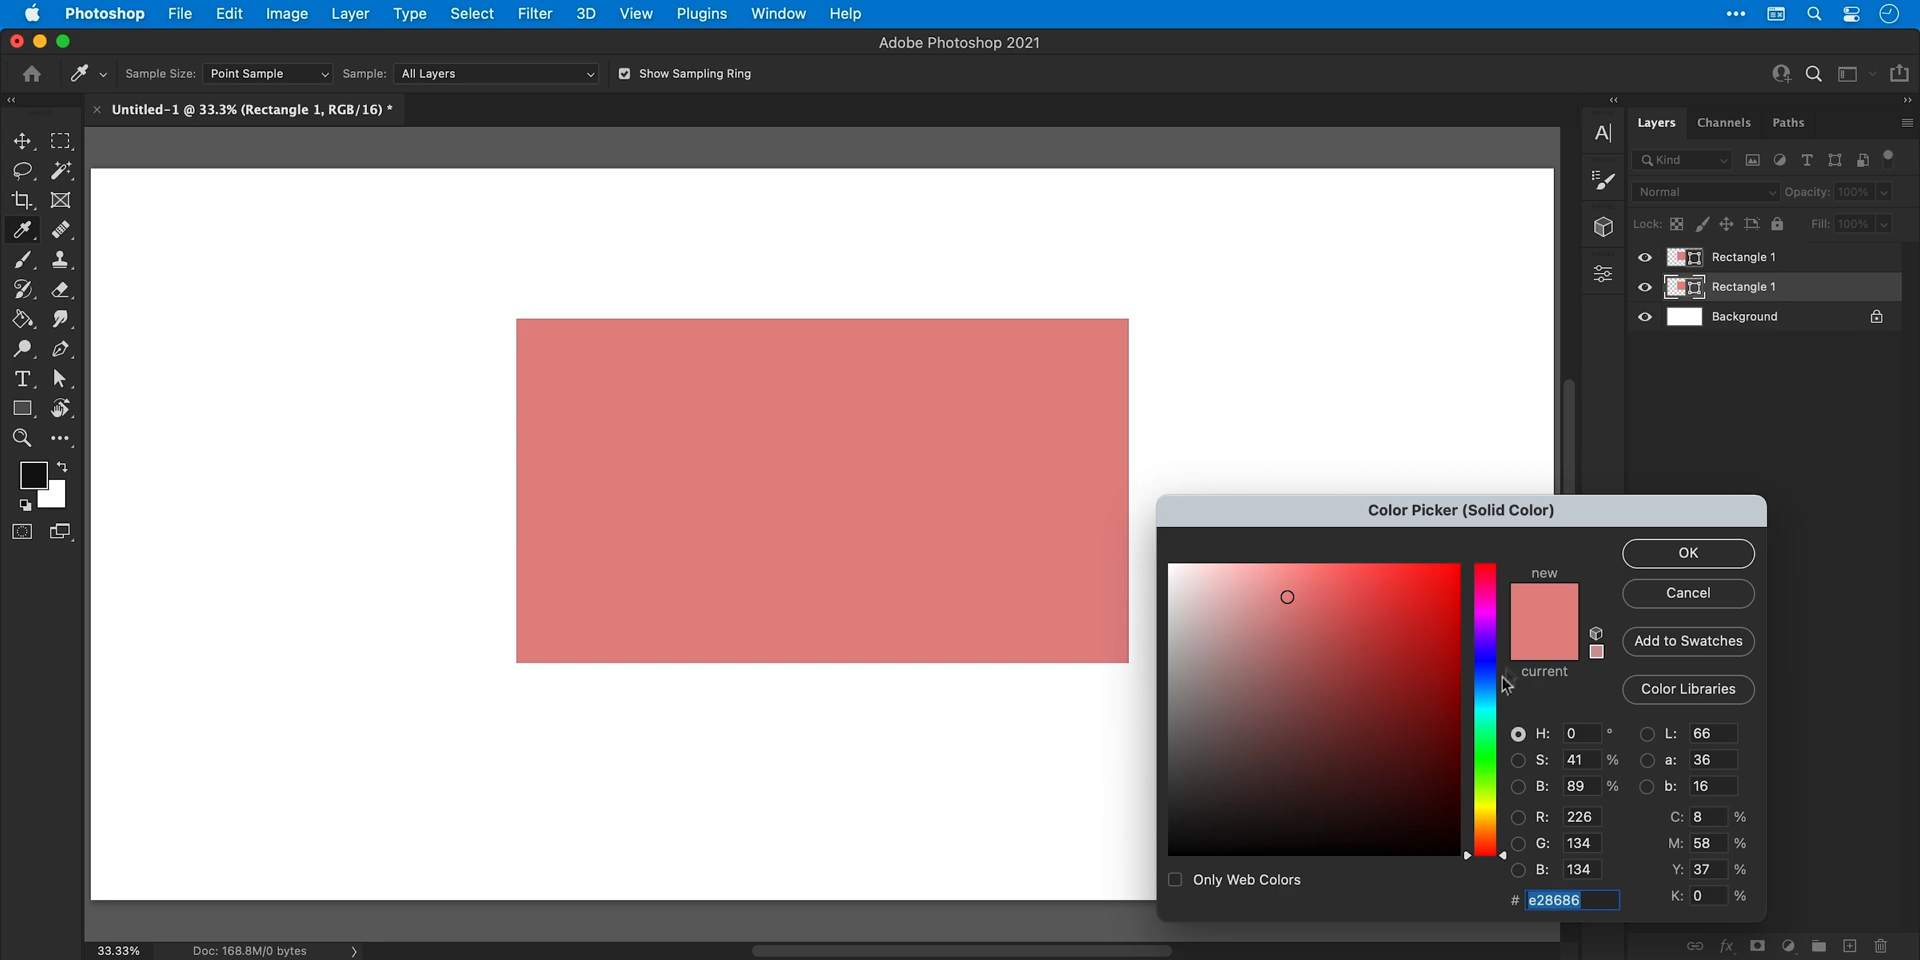 Photoshop File Edit Image Layer Type Select Filter 3D View Plugins Window Help
Adobe Photoshop 2021
Sample Size: Point Sample Sample: All Layers Show Sampling Ring
Untitled-1 @ 33.3% (Rectangle 1, RGB/16) *
Layers Channels Paths
Kind
Normal Opacity: 100%
Lock: Fill: 100%
Rectangle 1
Rectangle 1
Background
Color Picker (Solid Color)
new
current
OK
Cancel
Add to Swatches
Color Libraries
H: 0 ° L: 66
S: 41 % a: 36
B: 89 % b: 16
R: 226 C: 8 %
G: 134 M: 58 %
B: 134 Y: 37 %
# e28686 K: 0 %
Only Web Colors
33.33% Doc: 168.8M/0 bytes